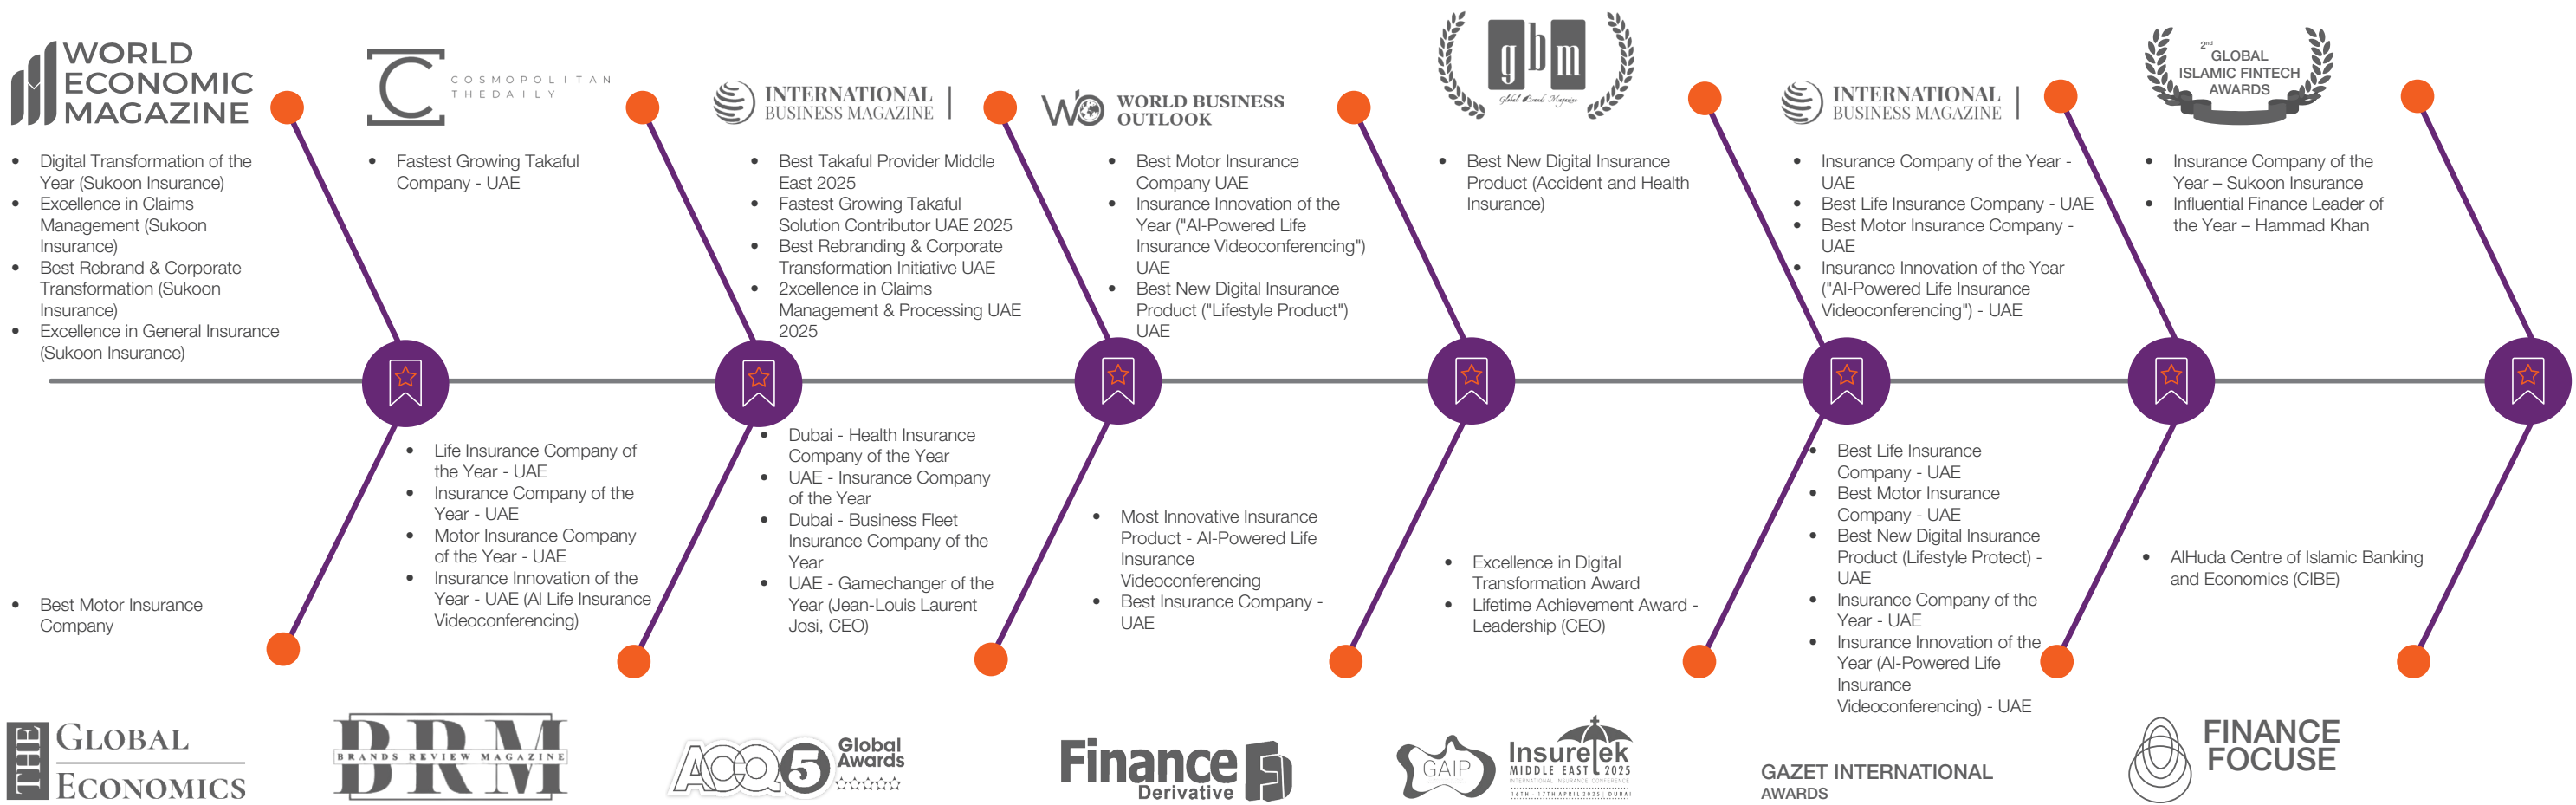 WORLD
ECONOMIC
MAGAZINE
• Digital Transformation of the
Year (Sukoon Insurance)
• Excellence in Claims
Management (Sukoon
Insurance)
• Best Rebrand & Corporate
Transformation (Sukoon
Insurance)
• Excellence in General Insurance
(Sukoon Insurance)
C
COSMOPOLITAN
THEDAILY
• Fastest Growing Takaful
Company - UAE
INTERNATIONAL
BUSINESS MAGAZINE
• Best Takaful Provider Middle
East 2025
• Fastest Growing Takaful
Solution Contributor UAE 2025
• Best Rebranding & Corporate
Transformation Initiative UAE
• 2xcellence in Claims
Management & Processing UAE
2025
WORLD BUSINESS
OUTLOOK
• Best Motor Insurance
Company UAE
• Insurance Innovation of the
Year ("AI-Powered Life
Insurance Videoconferencing")
UAE
• Best New Digital Insurance
Product ("Lifestyle Product")
UAE
gbm
Global Brands Magazine
• Best New Digital Insurance
Product (Accident and Health
Insurance)
INTERNATIONAL
BUSINESS MAGAZINE
• Insurance Company of the Year -
UAE
• Best Life Insurance Company - UAE
• Best Motor Insurance Company -
UAE
• Insurance Innovation of the Year
("AI-Powered Life Insurance
Videoconferencing") - UAE
2nd
GLOBAL
ISLAMIC FINTECH
AWARDS
• Insurance Company of the
Year – Sukoon Insurance
• Influential Finance Leader of
the Year – Hammad Khan
• Best Motor Insurance
Company
THE
GLOBAL
ECONOMICS
• Life Insurance Company of
the Year - UAE
• Insurance Company of the
Year - UAE
• Motor Insurance Company
of the Year - UAE
• Insurance Innovation of the
Year - UAE (AI Life Insurance
Videoconferencing)
BRM
BRANDS REVIEW MAGAZINE
• Dubai - Health Insurance
Company of the Year
• UAE - Insurance Company
of the Year
• Dubai - Business Fleet
Insurance Company of the
Year
• UAE - Gamechanger of the
Year (Jean-Louis Laurent
Josi, CEO)
ACQ5
Global
Awards
• Most Innovative Insurance
Product - AI-Powered Life
Insurance
Videoconferencing
• Best Insurance Company -
UAE
Finance
Derivative
• Excellence in Digital
Transformation Award
• Lifetime Achievement Award -
Leadership (CEO)
GAIP
Insuretek
MIDDLE EAST 2025
INTERNATIONAL INSURANCE CONFERENCE
16TH - 17TH APRIL 2025 | DUBAI
• Best Life Insurance
Company - UAE
• Best Motor Insurance
Company - UAE
• Best New Digital Insurance
Product (Lifestyle Protect) -
UAE
• Insurance Company of the
Year - UAE
• Insurance Innovation of the
Year (AI-Powered Life
Insurance
Videoconferencing) - UAE
GAZET INTERNATIONAL
AWARDS
• AlHuda Centre of Islamic Banking
and Economics (CIBE)
FINANCE
FOCUSE